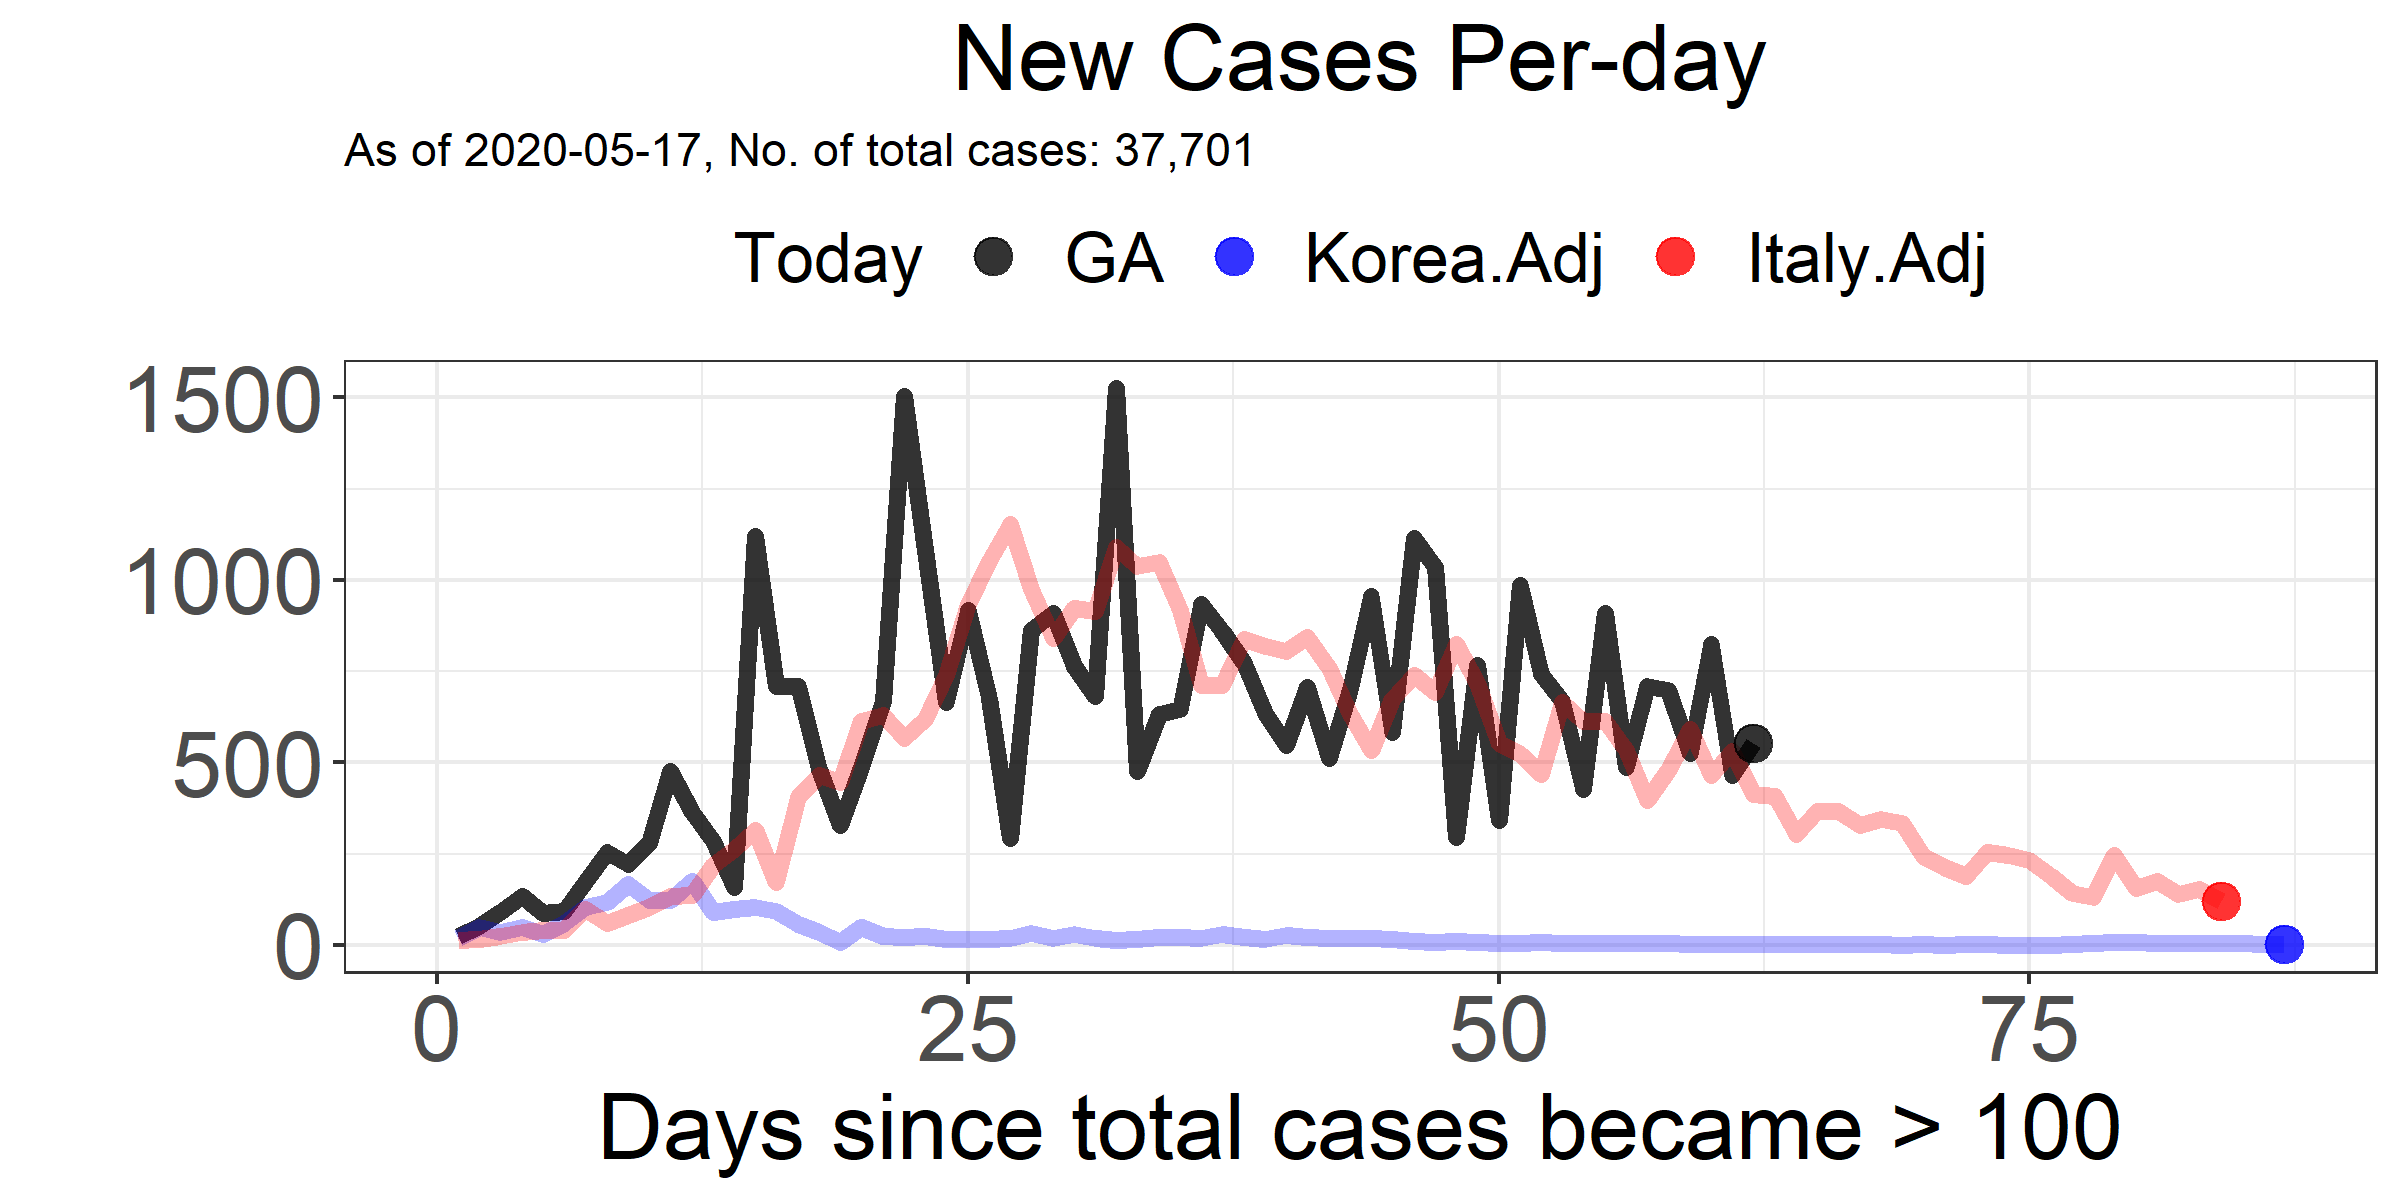 New Cases Per-day
As of 2020-05-17, No. of total cases: 37,701
Today GA Korea.Adj Italy.Adj
1500
1000
500
0
0 25 50 75
Days since total cases became > 100